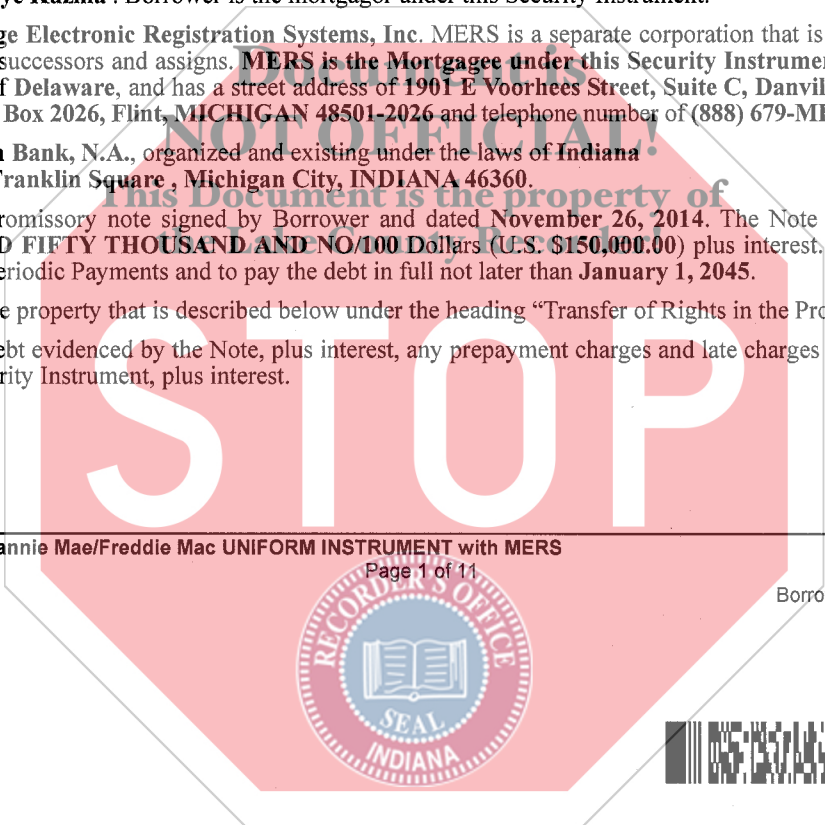 ye Kuzma . Borrower is the mortgagor under this Security Instrument.
ge Electronic Registration Systems, Inc. MERS is a separate corporation that is
successors and assigns. MERS is the Mortgagee under this Security Instrume
f Delaware, and has a street address of 1901 E Voorhees Street, Suite C, Danvil
Box 2026, Flint, MICHIGAN 48501-2026 and telephone number of (888) 679-ME
Bank, N.A., organized and existing under the laws of Indiana
Franklin Square , Michigan City, INDIANA 46360.
romissory note signed by Borrower and dated November 26, 2014. The Note
D FIFTY THOUSAND AND NO/100 Dollars (U.S. $150,000.00) plus interest.
eriodic Payments and to pay the debt in full not later than January 1, 2045.
e property that is described below under the heading “Transfer of Rights in the Pro
ebt evidenced by the Note, plus interest, any prepayment charges and late charges
rity Instrument, plus interest.
Document is
NOT OFFICIAL!
This Document is the property of
the Lake County Recorder!
STOP
annie Mae/Freddie Mac UNIFORM INSTRUMENT with MERS
Page 1 of 11
Borro
RECORDER'S OFFICE
SEAL
INDIANA